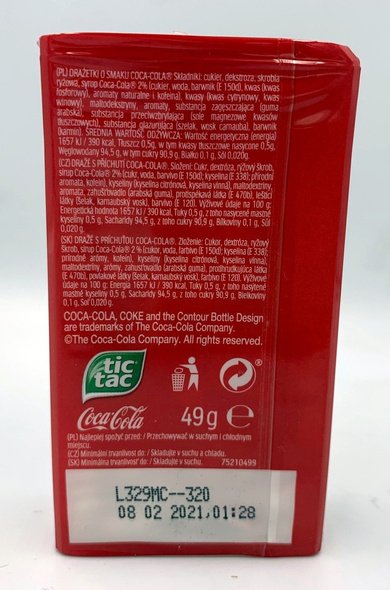 (PL) DRAŻETKI O SMAKU COCA-COLA® Składniki: cukier, dekstroza, skrobia
ryżowa, syrop Coca-Cola® 2% (cukier, woda, barwnik (E 150d), kwas (kwas
fosforowy), aromaty naturalne i kofeina), kwasy (kwas cytrynowy, kwas
winowy), maltodekstryny, aromaty, substancja zagęszczająca (guma
arabska), substancja przeciwzbrylająca (sole magnezowe kwasów
tłuszczowych), substancja glazurująca (szelak, wosk carnauba), barwnik
(karmin). ŚREDNIA WARTOŚĆ ODŻYWCZA: Wartość energetyczna (energia)
1657 kJ / 390 kcal, Tłuszcz 0,5g, w tym kwasy tłuszczowe nasycone 0,5g,
Węglowodany 94,5 g, w tym cukry 90,9 g, Białko 0,1 g, Sól 0,020g.
(CZ) DRAŽÉ S PŘÍCHUTÍ COCA-COLA®. Složení: Cukr, dextróza, rýžový škrob,
sirup Coca-Cola® 2% (cukr, voda, barvivo (E 150d); kyselina (E 338); přírodní
aromata, kofein), kyseliny (kyselina citronová, kyselina vinná), maltodextriny,
aromata, zahušťovadlo (arabská guma), protispékavá látka (E 470b), lešticí
látky (šelak, karnaubský vosk), barvivo (E 120). Výživové údaje na 100 g:
Energetická hodnota 1657 kJ / 390 kcal, Tuky 0,5 g, z toho nasycené mastné
kyseliny 0,5 g, Sacharidy 94,5 g, z toho cukry 90,9 g, Bílkoviny 0,1 g,
Sůl 0,020 g.
(SK) DRAŽÉ S PRÍCHUŤOU COCA-COLA®. Zloženie: Cukor, dextróza, ryžový
škrob, sirup Coca-Cola® 2% (cukor, voda, farbivo (E 150d); kyselina (E 338);
prírodné arómy, kofeín), kyseliny (kyselina citrónová, kyselina vínna),
maltodextríny, aróma, zahusťovadlo (arabská guma), protihrudkujúca látka
(E 470b), povlakové látky (šelak, karnaubský vosk), farbivo (E 120). Výživové
údaje na 100g: Energia 1657 kJ / 390 kcal, Tuky 0,5 g, z toho nasýtené
mastné kyseliny 0,5 g, Sacharidy 94,5 g, z toho cukry 90,9 g, Bielkoviny
0,1 g, Soľ 0,020 g.
COCA-COLA, COKE and the Contour Bottle Design
are trademarks of The Coca-Cola Company.
©The Coca-Cola Company. All rights reserved.
tic
tac
Coca-Cola 49g e
(PL) Najlepiej spożyć przed: / Przechowywać w suchym i chłodnym
miejscu.
(CZ) Minimální trvanlivost do: / Skladujte v suchu a chladu.
(SK) Minimálna trvanlivosť do: / Skladujte v suchu. 75210499
L329MC--320
08 02 2021,01:28